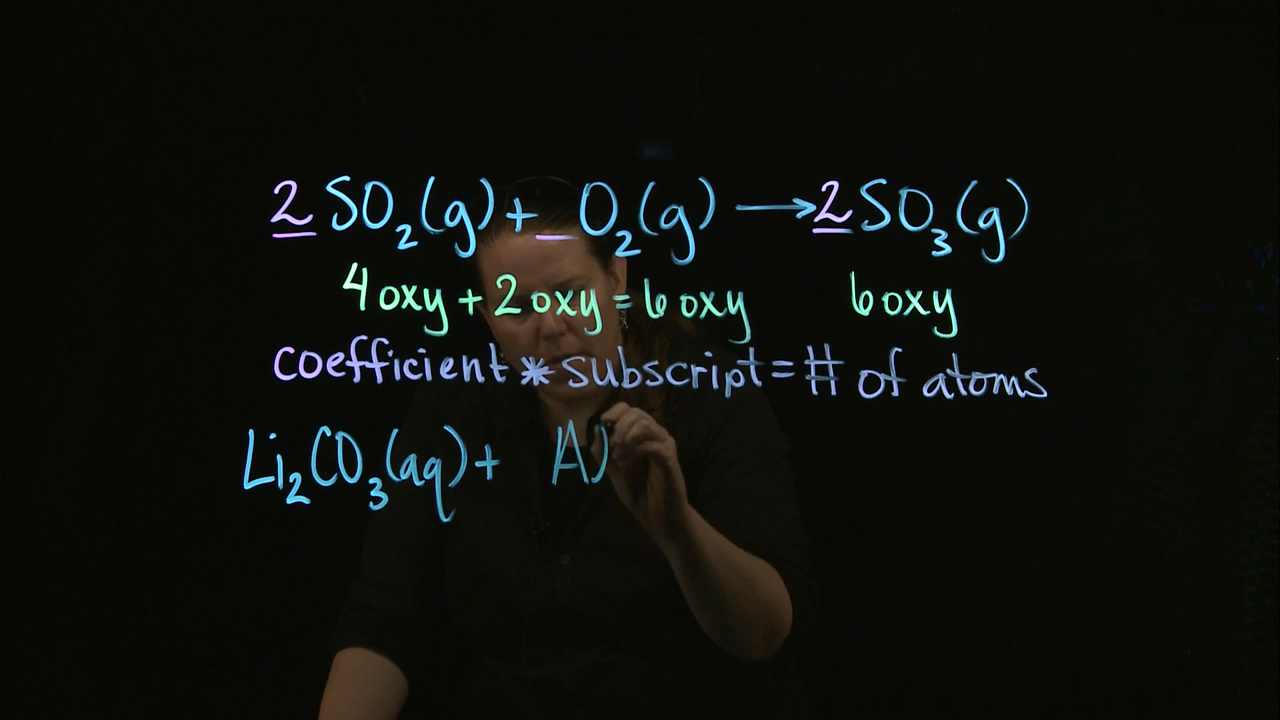 2 SO₂(g) + _ O₂(g) → 2 SO₃(g)
4 oxy + 2 oxy = 6 oxy 6 oxy
coefficient * subscript = # of atoms
Li₂CO₃(aq) + A